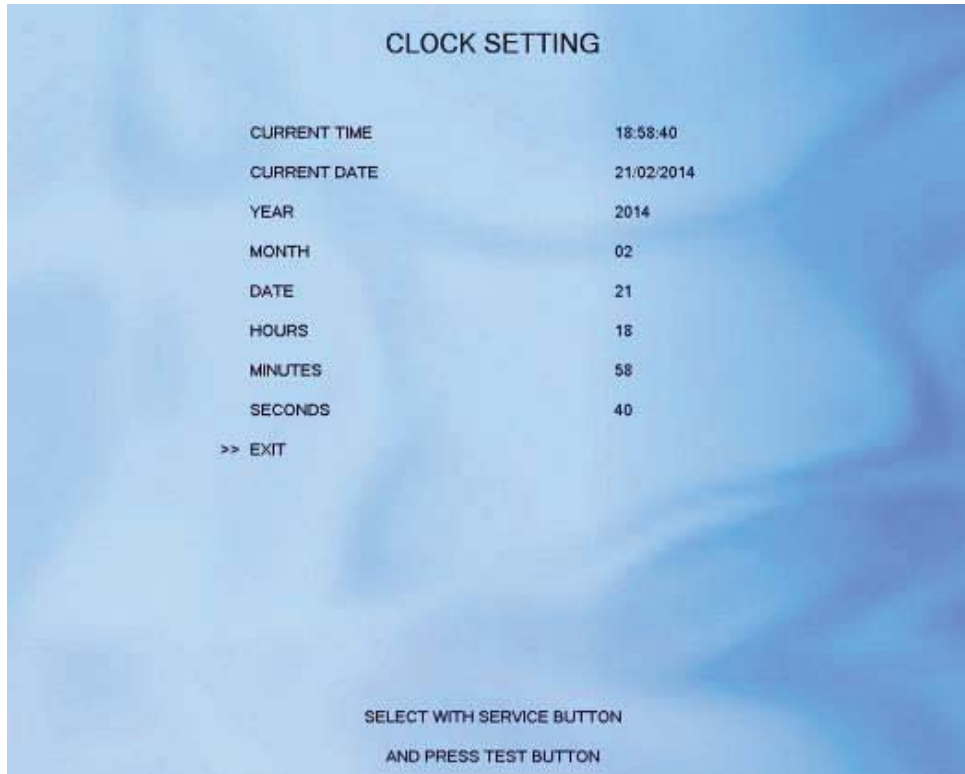 CLOCK SETTING
CURRENT TIME 18:58:40
CURRENT DATE 21/02/2014
YEAR 2014
MONTH 02
DATE 21
HOURS 18
MINUTES 58
SECONDS 40
>> EXIT
SELECT WITH SERVICE BUTTON
AND PRESS TEST BUTTON